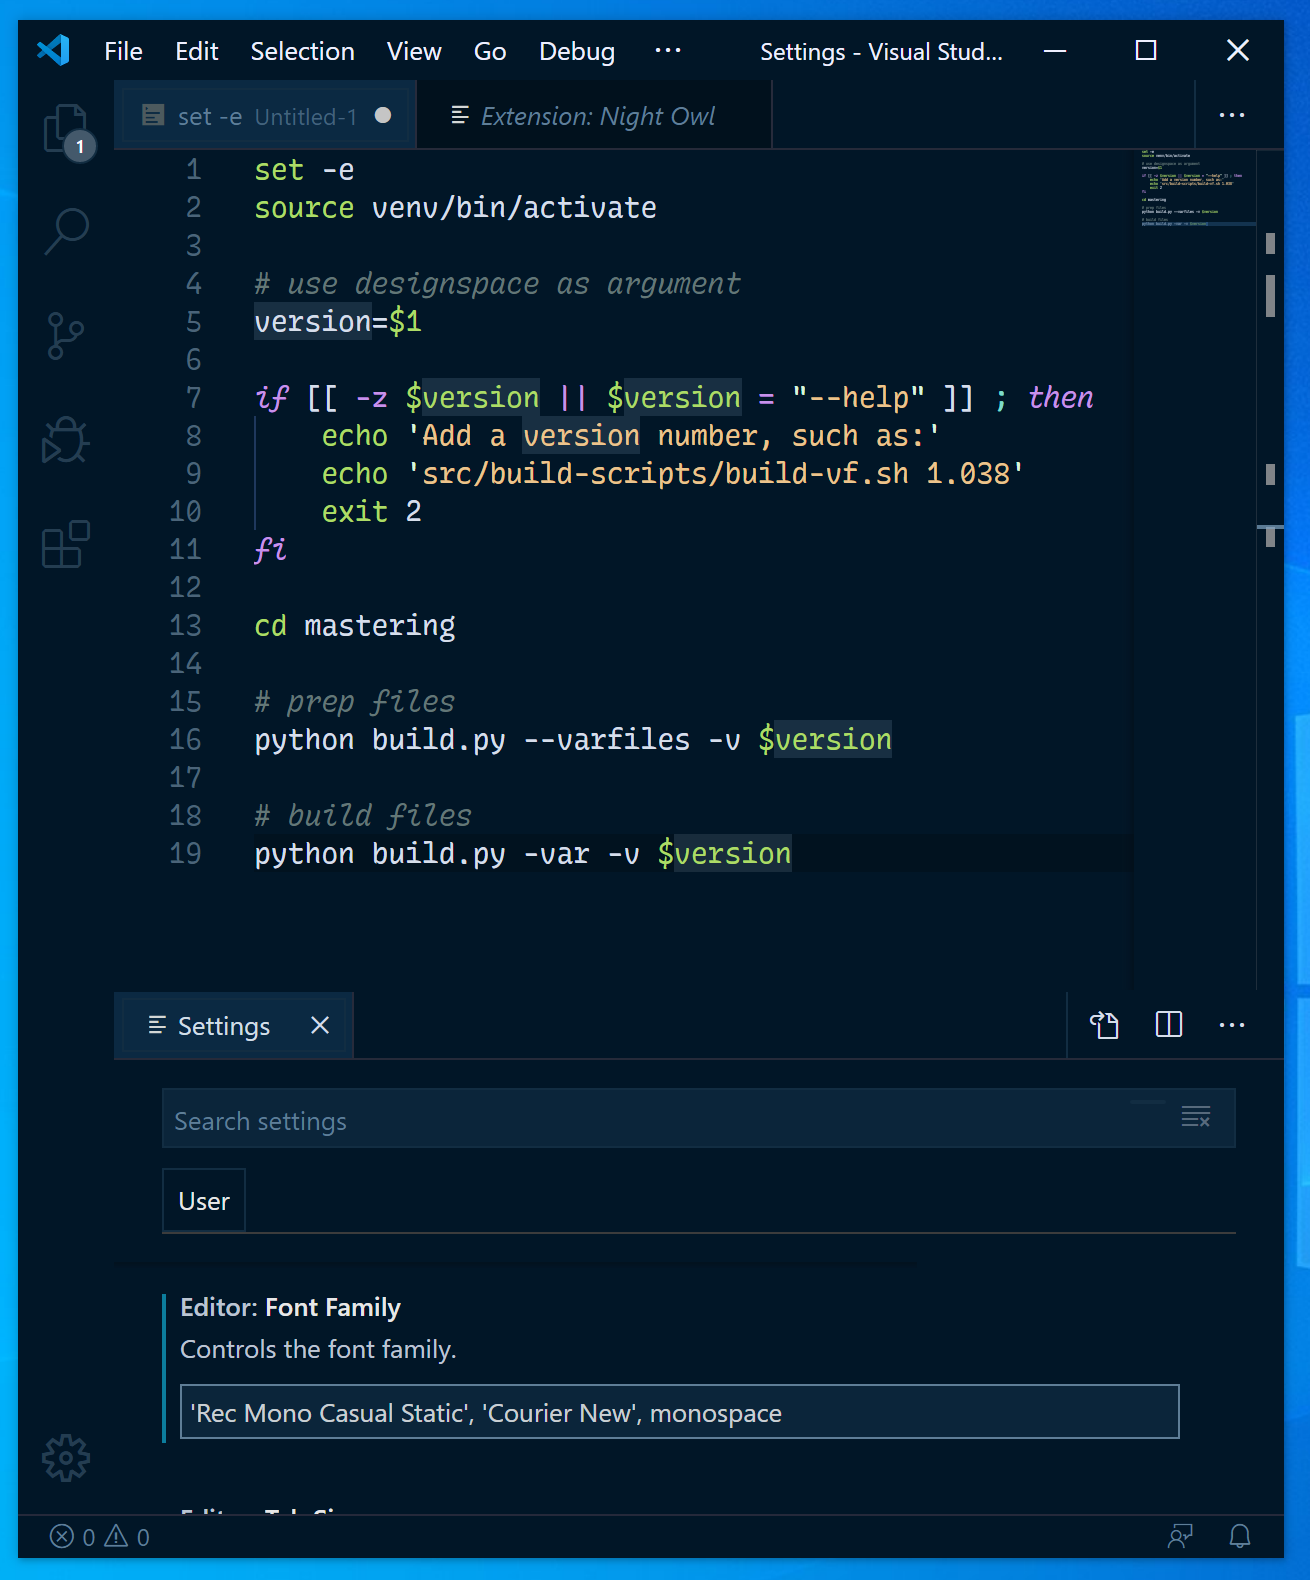 File Edit Selection View Go Debug ··· Settings - Visual Stud...
set -e Untitled-1 Extension: Night Owl ···
1
1 set -e
2 source venv/bin/activate
3
4 # use designspace as argument
5 version=$1
6
7 if [[ -z $version || $version = "--help" ]] ; then
8 echo 'Add a version number, such as:'
9 echo 'src/build-scripts/build-vf.sh 1.038'
10 exit 2
11 fi
12
13 cd mastering
14
15 # prep files
16 python build.py --varfiles -v $version
17
18 # build files
19 python build.py -var -v $version
Settings
Search settings
User
Editor: Font Family
Controls the font family.
'Rec Mono Casual Static', 'Courier New', monospace
0 0